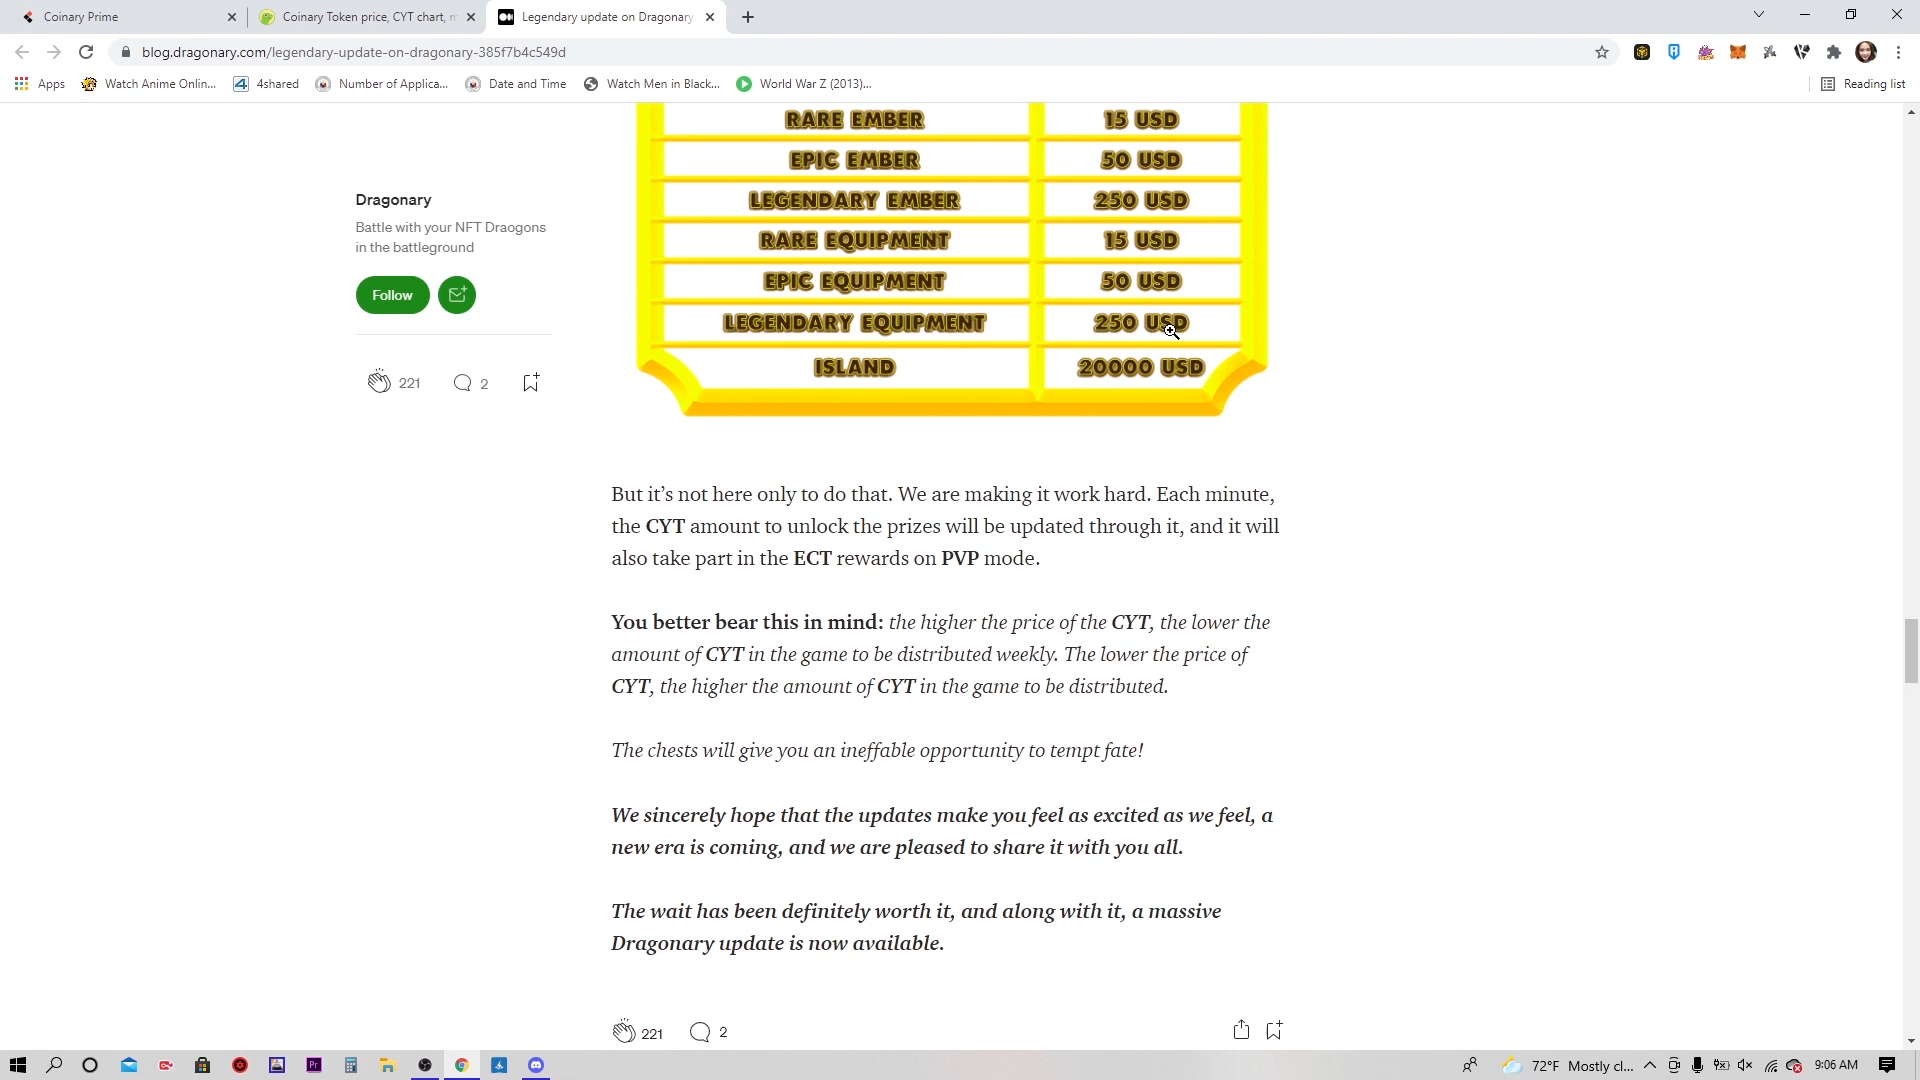 Coinary Prime
Coinary Token price, CYT chart, m
Legendary update on Dragonary
blog.dragonary.com/legendary-update-on-dragonary-385f7b4c549d
Apps
Watch Anime Onlin...
4shared
Number of Applica...
Date and Time
Watch Men in Black...
World War Z (2013)...
Reading list
RARE EMBER 15 USD
EPIC EMBER 50 USD
LEGENDARY EMBER 250 USD
RARE EQUIPMENT 15 USD
EPIC EQUIPMENT 50 USD
LEGENDARY EQUIPMENT 250 USD
ISLAND 20000 USD
Dragonary
Battle with your NFT Draogons
in the battleground
Follow
221 2
But it’s not here only to do that. We are making it work hard. Each minute,
the CYT amount to unlock the prizes will be updated through it, and it will
also take part in the ECT rewards on PVP mode.
You better bear this in mind: the higher the price of the CYT, the lower the
amount of CYT in the game to be distributed weekly. The lower the price of
CYT, the higher the amount of CYT in the game to be distributed.
The chests will give you an ineffable opportunity to tempt fate!
We sincerely hope that the updates make you feel as excited as we feel, a
new era is coming, and we are pleased to share it with you all.
The wait has been definitely worth it, and along with it, a massive
Dragonary update is now available.
221 2
Pr
72°F Mostly cl...
9:06 AM